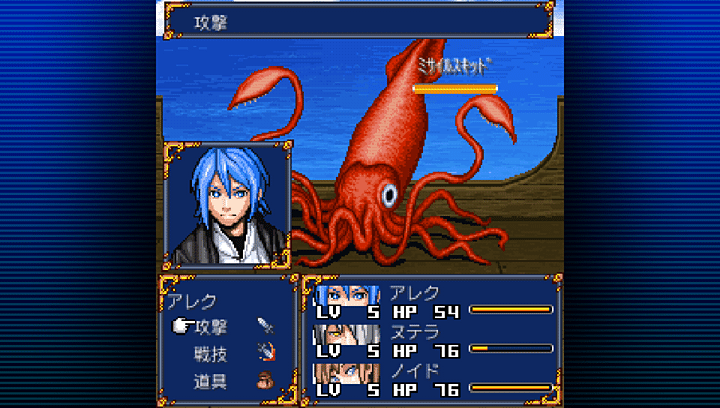 攻撃
ミサイルスキッド
アレク
攻撃
戦技
道具
アレク
LV 5 HP 54
ヌテラ
LV 5 HP 76
ノイド
LV 5 HP 76